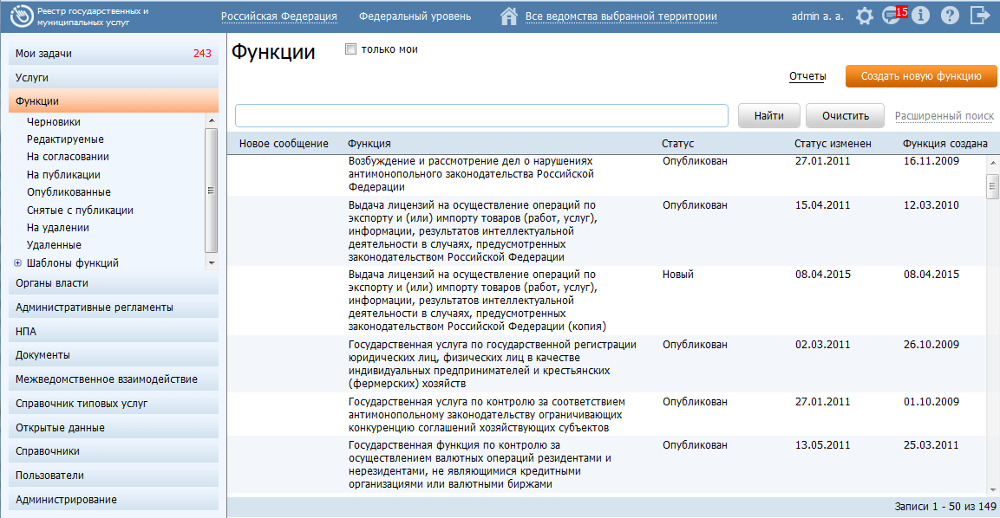 Реестр государственных и
муниципальных услуг
Российская Федерация
Федеральный уровень
Все ведомства выбранной территории
admin a. a.
15
Мои задачи 243
Услуги
Функции
Черновики
Редактируемые
На согласовании
На публикации
Опубликованные
Снятые с публикации
На удалении
Удаленные
Шаблоны функций
Органы власти
Административные регламенты
НПА
Документы
Межведомственное взаимодействие
Справочник типовых услуг
Открытые данные
Справочники
Пользователи
Администрирование
Функции
только мои
Отчеты
Создать новую функцию
Найти
Очистить
Расширенный поиск
Новое сообщение Функция Статус Статус изменен Функция создана
Возбуждение и рассмотрение дел о нарушениях Опубликован 27.01.2011 16.11.2009
антимонопольного законодательства Российской
Федерации
Выдача лицензий на осуществление операций по Опубликован 15.04.2011 12.03.2010
экспорту и (или) импорту товаров (работ, услуг),
информации, результатов интеллектуальной
деятельности в случаях, предусмотренных
законодательством Российской Федерации
Выдача лицензий на осуществление операций по Новый 08.04.2015 08.04.2015
экспорту и (или) импорту товаров (работ, услуг),
информации, результатов интеллектуальной
деятельности в случаях, предусмотренных
законодательством Российской Федерации (копия)
Государственная услуга по государственной регистрации Опубликован 02.03.2011 26.10.2009
юридических лиц, физических лиц в качестве
индивидуальных предпринимателей и крестьянских
(фермерских) хозяйств
Государственная услуга по контролю за соответствием Опубликован 27.01.2011 01.10.2009
антимонопольному законодательству ограничивающих
конкуренцию соглашений хозяйствующих субъектов
Государственная функция по контролю за Опубликован 13.05.2011 25.03.2011
осуществлением валютных операций резидентами и
нерезидентами, не являющимися кредитными
организациями или валютными биржами
Записи 1 - 50 из 149